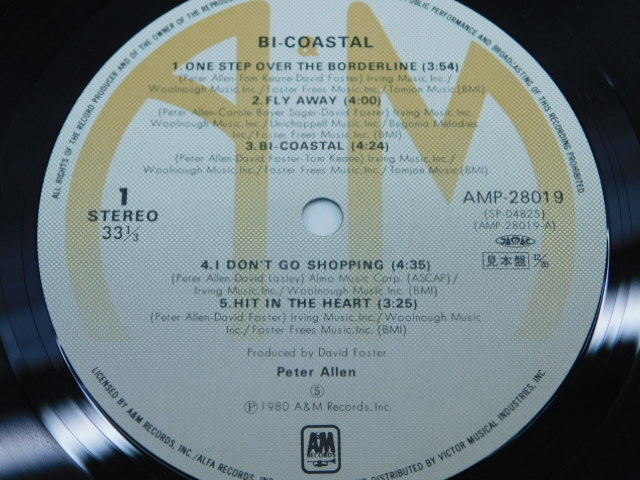 BI-COASTAL
1. ONE STEP OVER THE BORDERLINE (3:54)
(Peter Allen-Tom Keane-David Foster) Irving Music. Inc./
Woolnough Music. Inc./Foster Frees Music. Inc./Tomjon Music (BMI)
2. FLY AWAY (4:00)
(Peter Allen-Carole Bayer Sager-David Foster) Irving Music. Inc./
Woolnough Music. Inc./Unichappell Music Inc./Begonia Melodies.
Inc./Foster Frees Music. Inc. (BMI)
3. BI-COASTAL (4:24)
(Peter Allen-David Foster-Tom Keane) Irving Music. Inc./
Woolnough Music. Inc./Foster Frees Music. Inc./Tomjon Music (BMI)
1
STEREO
33⅓
AMP-28019
(SP-04825)
(AMP-28019-A)
JASRAC
見本盤 12/20
4. I DON'T GO SHOPPING (4:35)
(Peter Allen-David Lasley) Almo Music Corp. (ASCAP)/
Irving Music. Inc./Woolnough Music. Inc. (BMI)
5. HIT IN THE HEART (3:25)
(Peter Allen-David Foster) Irving Music. Inc./Woolnough Music
Inc./Foster Frees Music. Inc. (BMI)
Produced by David Foster
Peter Allen
Ⓢ
Ⓟ 1980 A&M Records, Inc.
A&M
RECORDS
ALL RIGHTS OF THE RECORD PRODUCER AND OF THE OWNER OF THE REPRODUCED
PUBLIC PERFORMANCE AND BROADCASTING OF THIS RECORDING PROHIBITED.
LICENSED BY A&M RECORDS, INC./ALFA RECORDS, INC.
DISTRIBUTED BY VICTOR MUSICAL INDUSTRIES, INC.
A&M